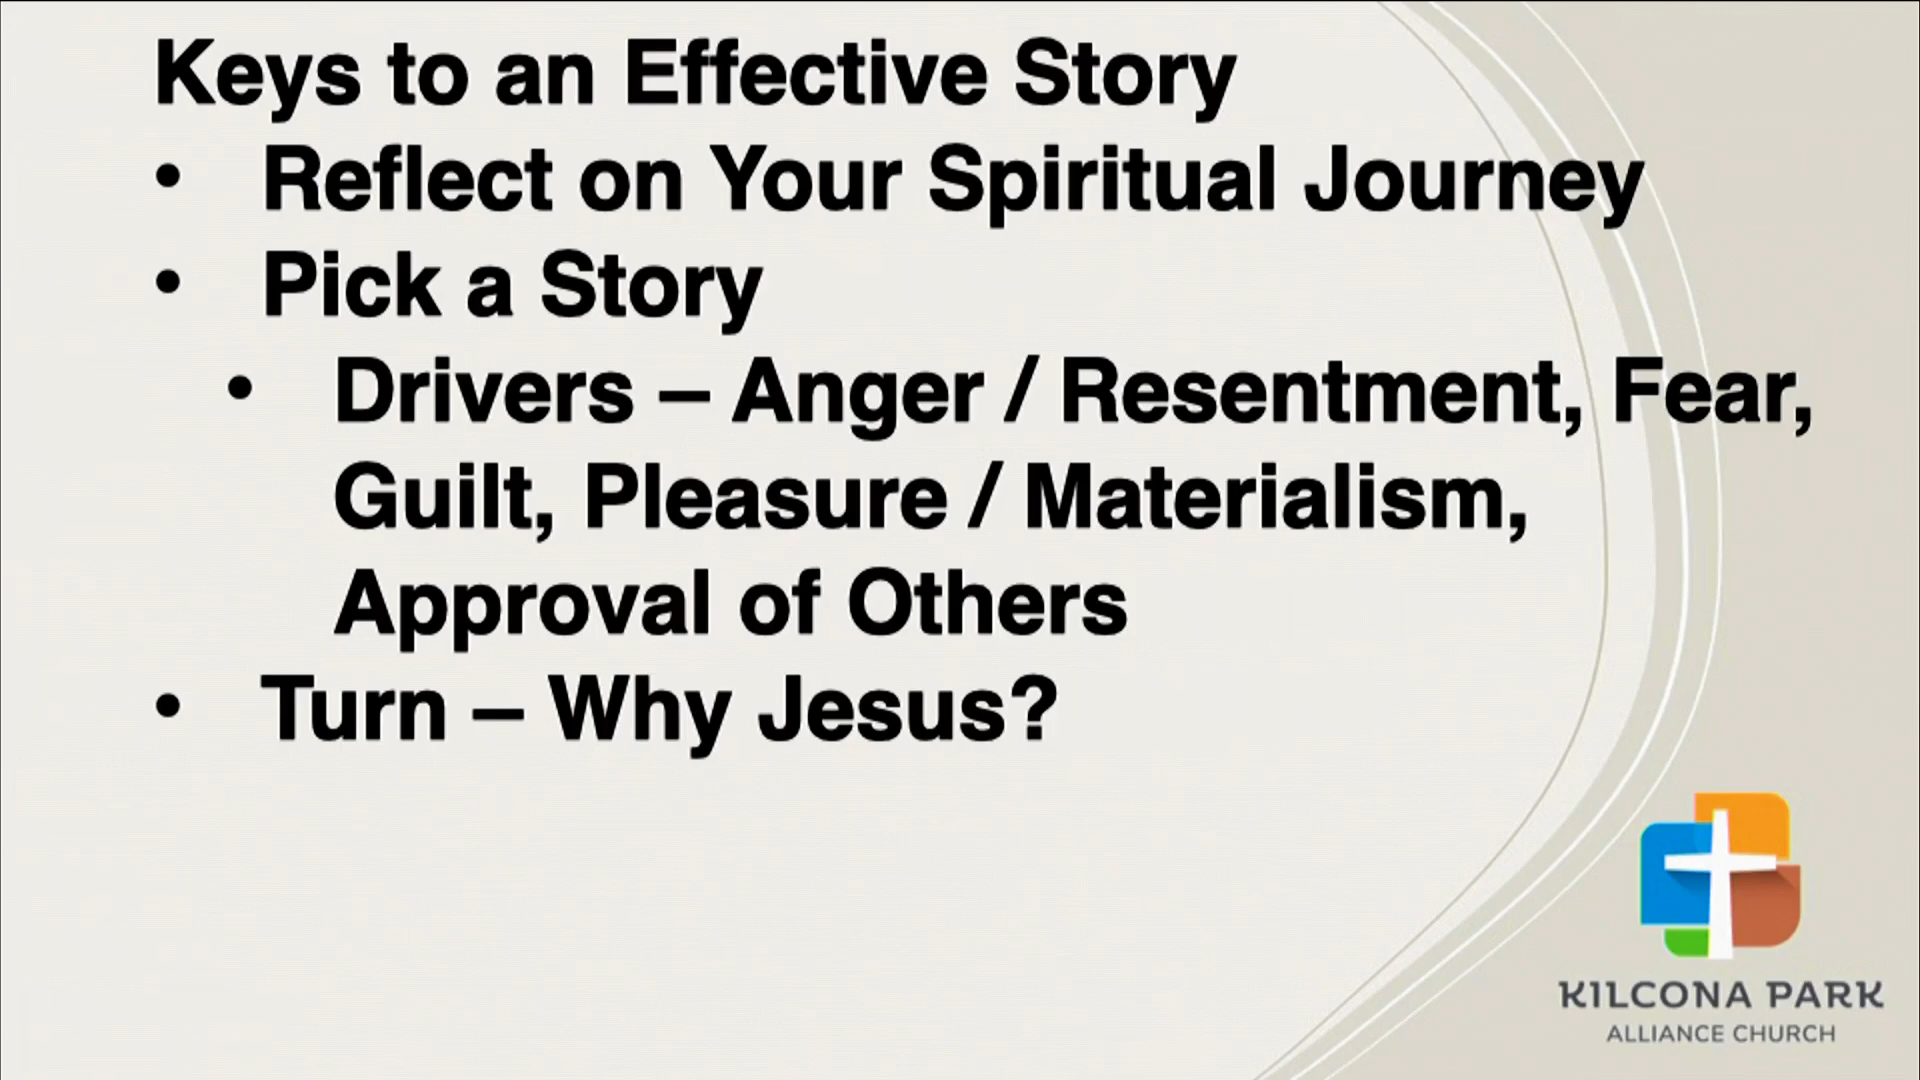 Keys to an Effective Story
• Reflect on Your Spiritual Journey
• Pick a Story
• Drivers – Anger / Resentment, Fear,
Guilt, Pleasure / Materialism,
Approval of Others
• Turn – Why Jesus?
KILCONA PARK
ALLIANCE CHURCH